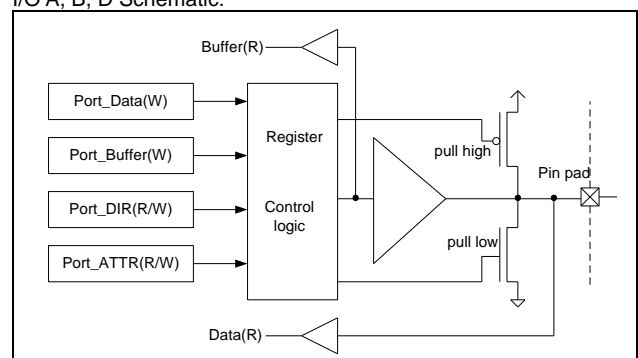 I/O A, B, D Schematic:
Buffer(R)
Port_Data(W)
Port_Buffer(W)
Port_DIR(R/W)
Port_ATTR(R/W)
Register
Control
logic
pull high
Pin pad
pull low
Data(R)